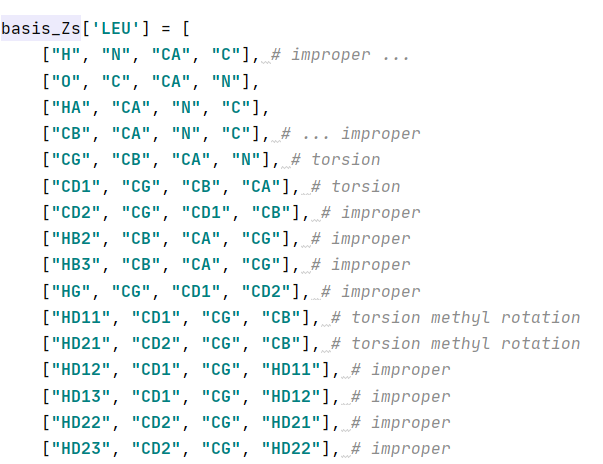 basis_Zs['LEU'] = [
    ["H", "N", "CA", "C"], # improper ...
    ["O", "C", "CA", "N"],
    ["HA", "CA", "N", "C"],
    ["CB", "CA", "N", "C"], # ... improper
    ["CG", "CB", "CA", "N"], # torsion
    ["CD1", "CG", "CB", "CA"], # torsion
    ["CD2", "CG", "CD1", "CB"], # improper
    ["HB2", "CB", "CA", "CG"], # improper
    ["HB3", "CB", "CA", "CG"], # improper
    ["HG", "CG", "CD1", "CD2"], # improper
    ["HD11", "CD1", "CG", "CB"], # torsion methyl rotation
    ["HD21", "CD2", "CG", "CB"], # torsion methyl rotation
    ["HD12", "CD1", "CG", "HD11"], # improper
    ["HD13", "CD1", "CG", "HD12"], # improper
    ["HD22", "CD2", "CG", "HD21"], # improper
    ["HD23", "CD2", "CG", "HD22"], # improper